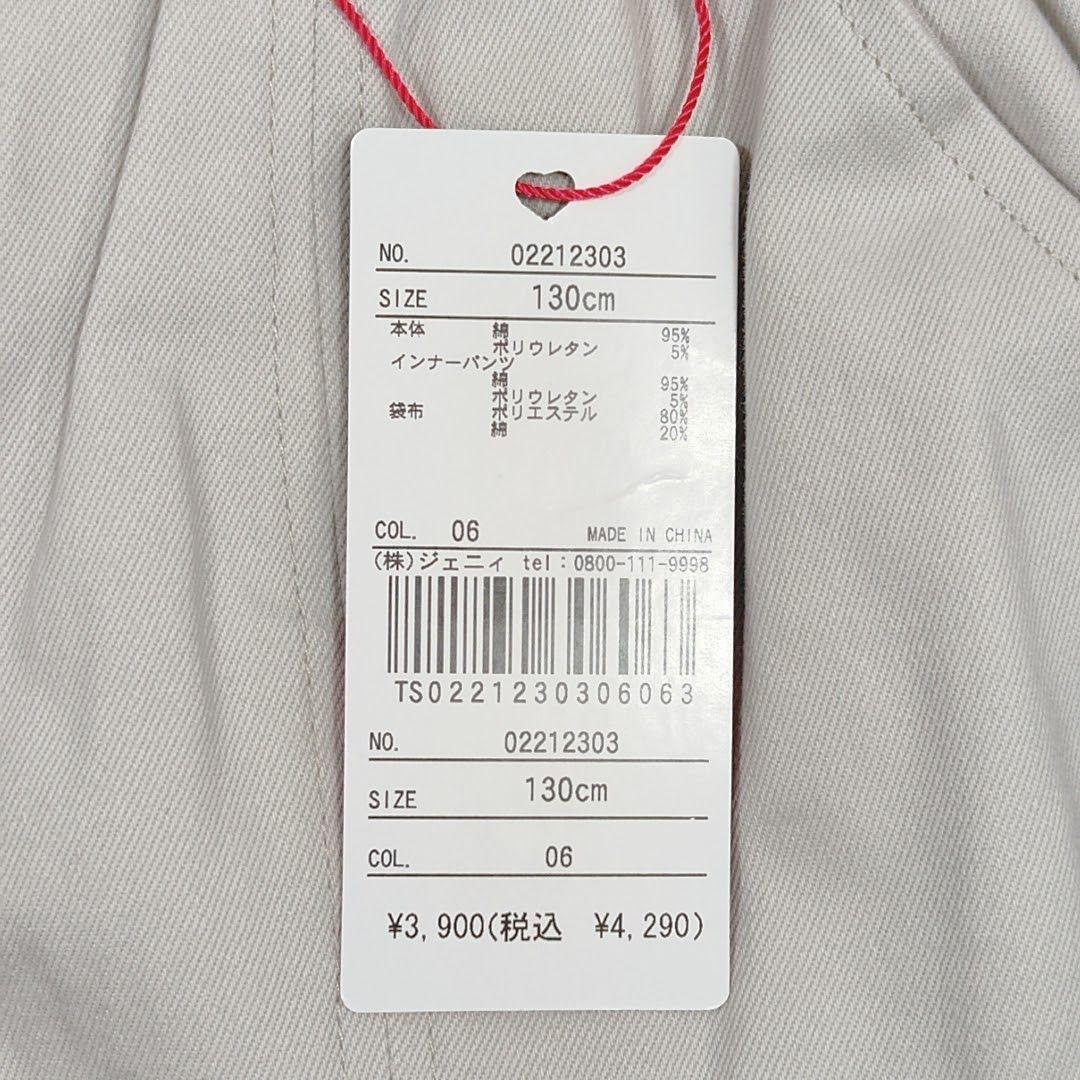 NO. 02212303
SIZE 130cm
本体 綿 95%
ポリウレタン 5%
インナーパンツ
綿 95%
ポリウレタン 5%
袋布 ポリエステル 80%
綿 20%
COL. 06 MADE IN CHINA
(株)ジェニィ tel:0800-111-9998
TS0221230306063
NO. 02212303
SIZE 130cm
COL. 06
¥3,900(税込 ¥4,290)